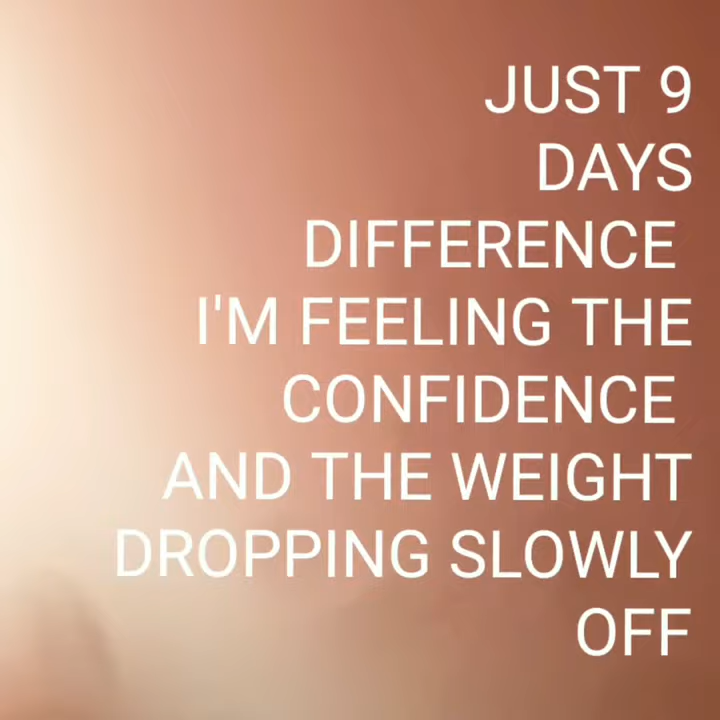 JUST 9
DAYS
DIFFERENCE
I'M FEELING THE
CONFIDENCE
AND THE WEIGHT
DROPPING SLOWLY
OFF